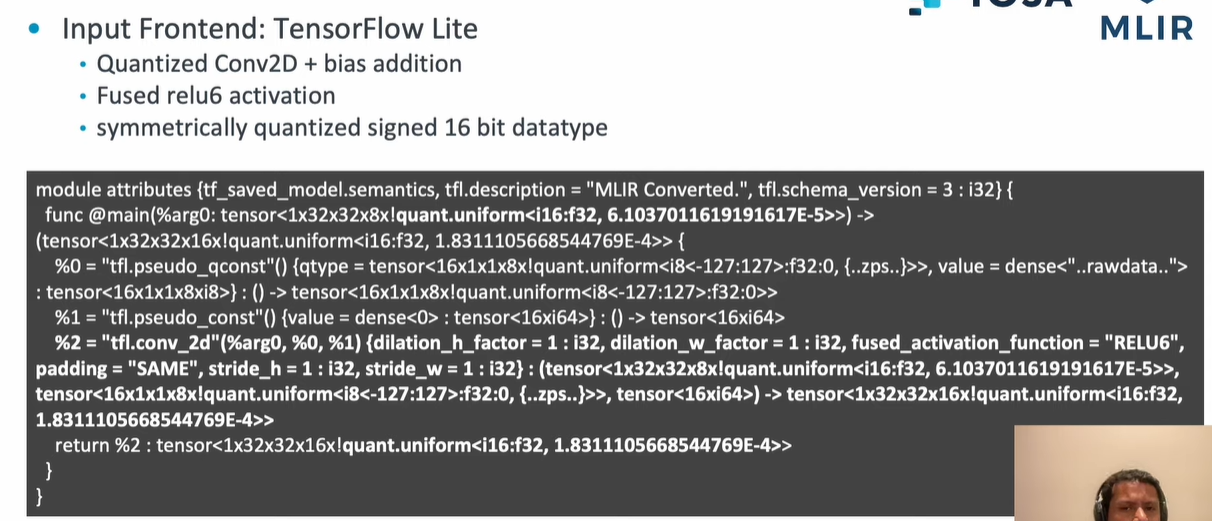 MLIR
Input Frontend: TensorFlow Lite
Quantized Conv2D + bias addition
Fused relu6 activation
symmetrically quantized signed 16 bit datatype
module attributes {tf_saved_model.semantics, tfl.description = "MLIR Converted.", tfl.schema_version = 3 : i32} {
func @main(%arg0: tensor<1x32x32x8x!quant.uniform<i16:f32, 6.1037011619191617E-5>>) ->
(tensor<1x32x32x16x!quant.uniform<i16:f32, 1.8311105668544769E-4>> {
%0 = "tfl.pseudo_qconst"() {qtype = tensor<16x1x1x8x!quant.uniform<i8<-127:127>:f32:0, {..zps..}>>, value = dense<"..rawdata..">
: tensor<16x1x1x8xi8>} : () -> tensor<16x1x1x8x!quant.uniform<i8<-127:127>:f32:0>>
%1 = "tfl.pseudo_const"() {value = dense<0> : tensor<16xi64>} : () -> tensor<16xi64>
%2 = "tfl.conv_2d"(%arg0, %0, %1) {dilation_h_factor = 1 : i32, dilation_w_factor = 1 : i32, fused_activation_function = "RELU6",
padding = "SAME", stride_h = 1 : i32, stride_w = 1 : i32} : (tensor<1x32x32x8x!quant.uniform<i16:f32, 6.1037011619191617E-5>>,
tensor<16x1x1x8x!quant.uniform<i8<-127:127>:f32:0, {..zps..}>>, tensor<16xi64>) -> tensor<1x32x32x16x!quant.uniform<i16:f32,
1.8311105668544769E-4>>
return %2 : tensor<1x32x32x16x!quant.uniform<i16:f32, 1.8311105668544769E-4>>
}
}